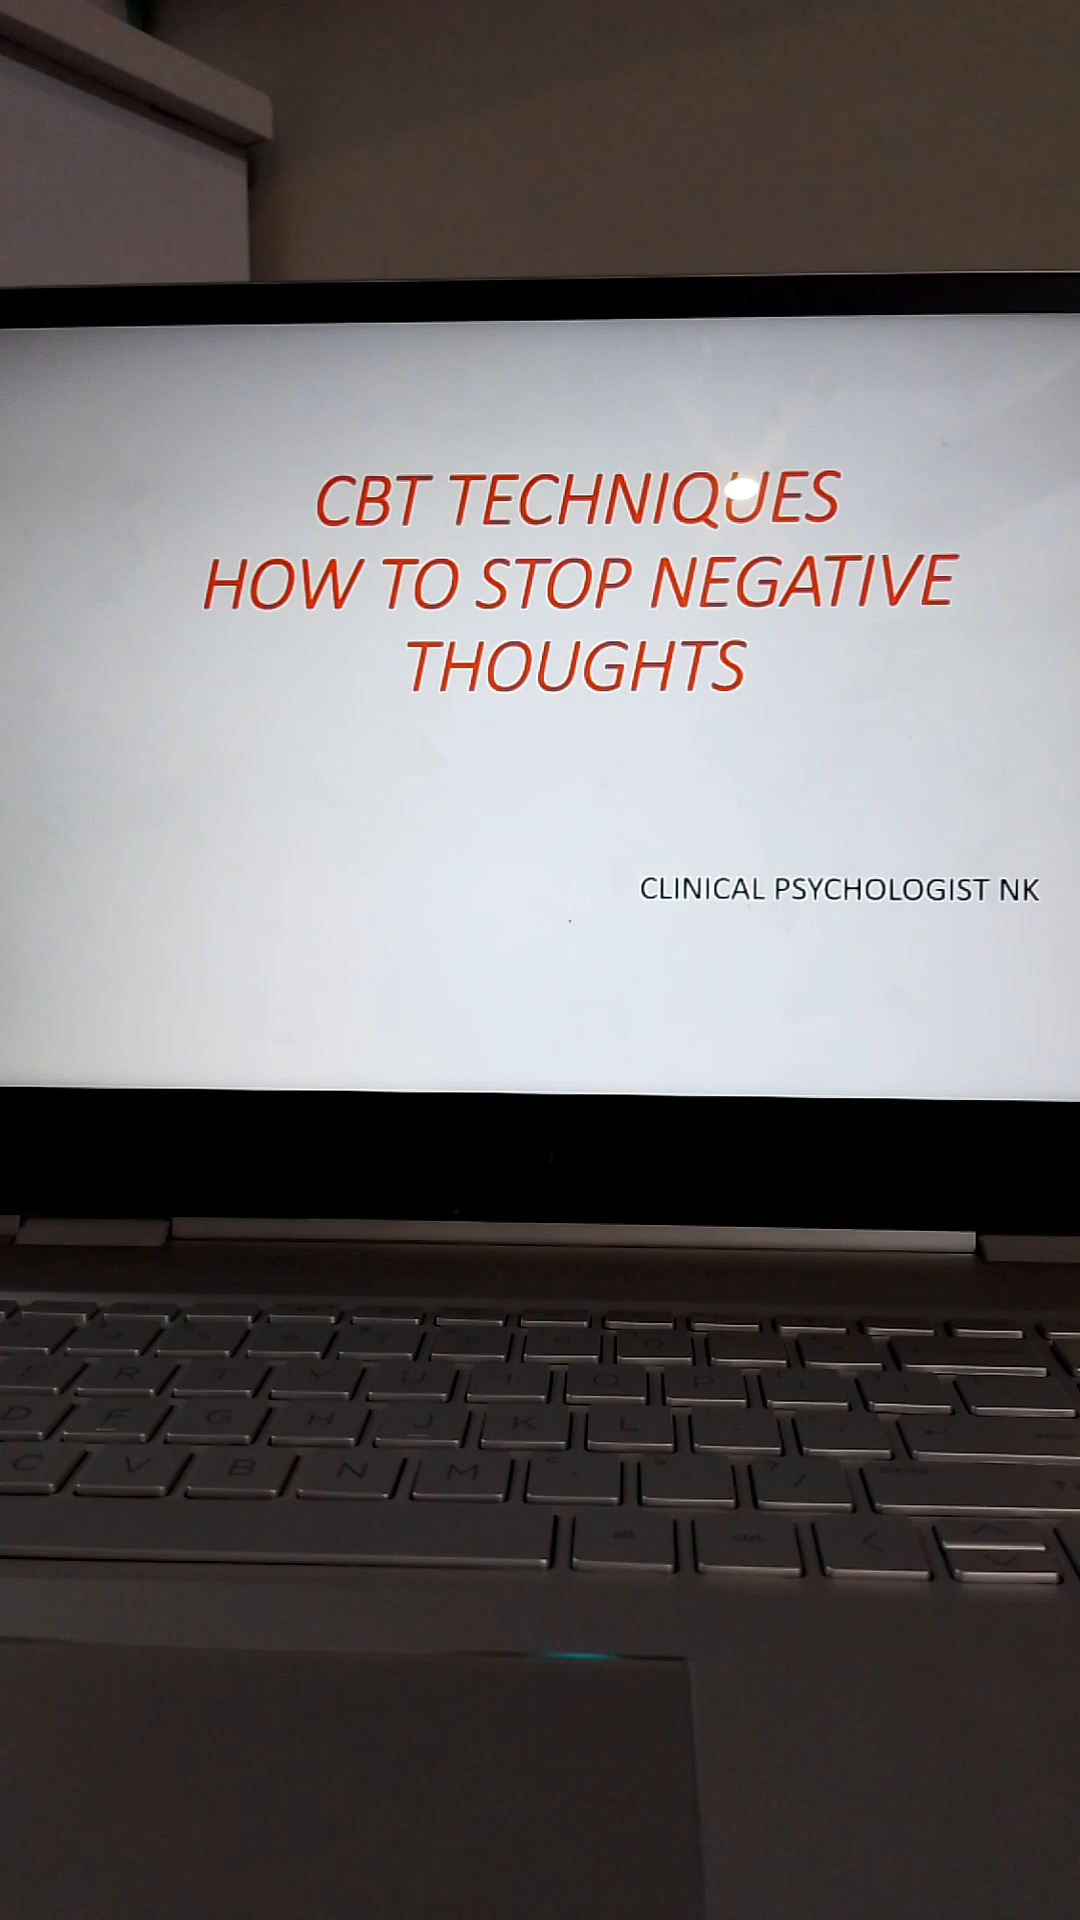 CBT TECHNIQUES
HOW TO STOP NEGATIVE
THOUGHTS
CLINICAL PSYCHOLOGIST NK
E R T Y U I O P
D F G H J K L
C V B N M